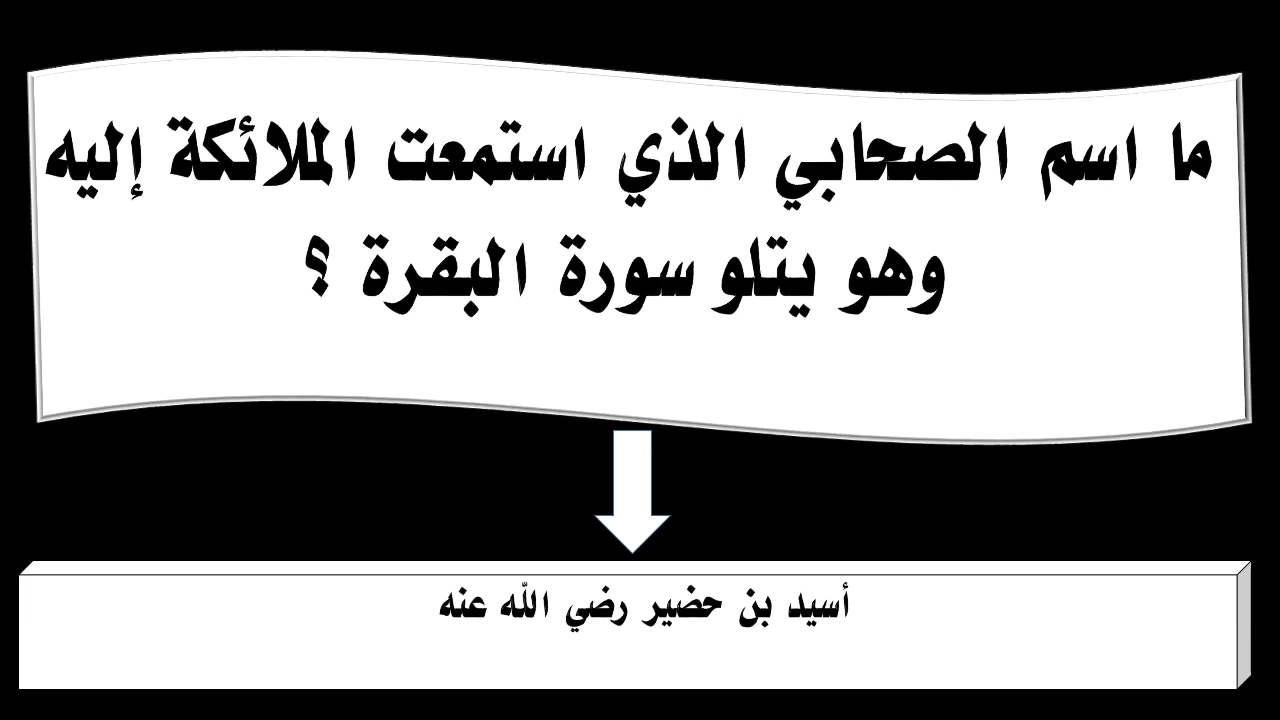 ما اسم الصحابي الذي استمعت الملائكة إليه
وهو يتلو سورة البقرة ؟
أسيد بن حضير رضي الله عنه